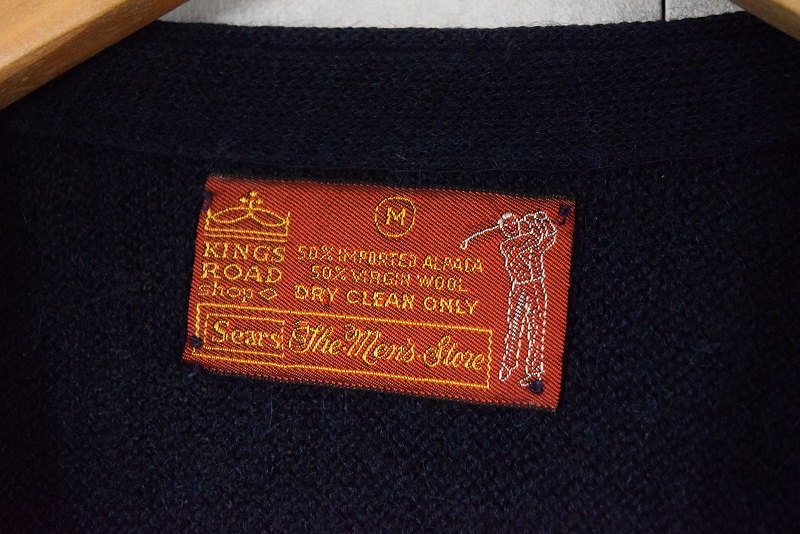 M
KINGS
ROAD
shop
50% IMPORTED ALPACA
50% VIRGIN WOOL
DRY CLEAN ONLY
Sears The Men's Store